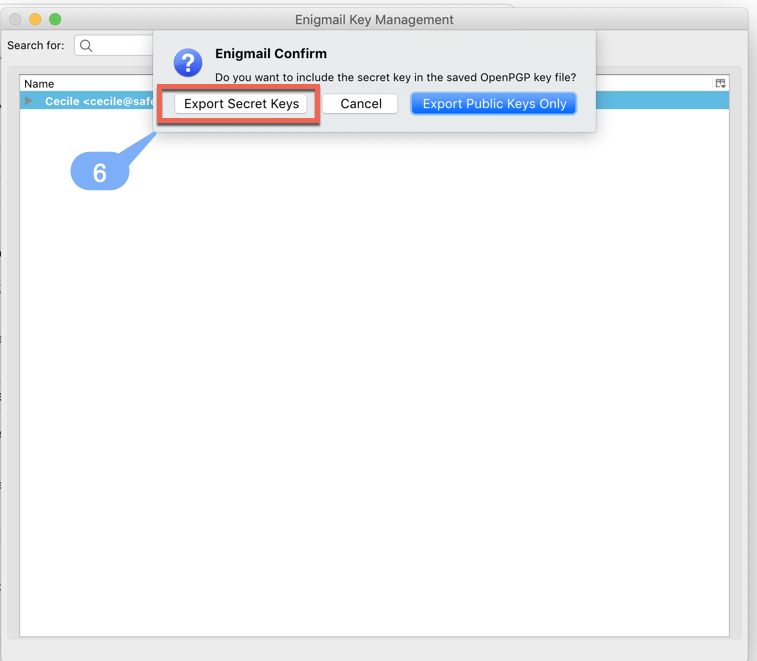 Enigmail Key Management
Search for:
Enigmail Confirm
Do you want to include the secret key in the saved OpenPGP key file?
Export Secret Keys
Cancel
Export Public Keys Only
Name
Cecile <cecile@safe
6